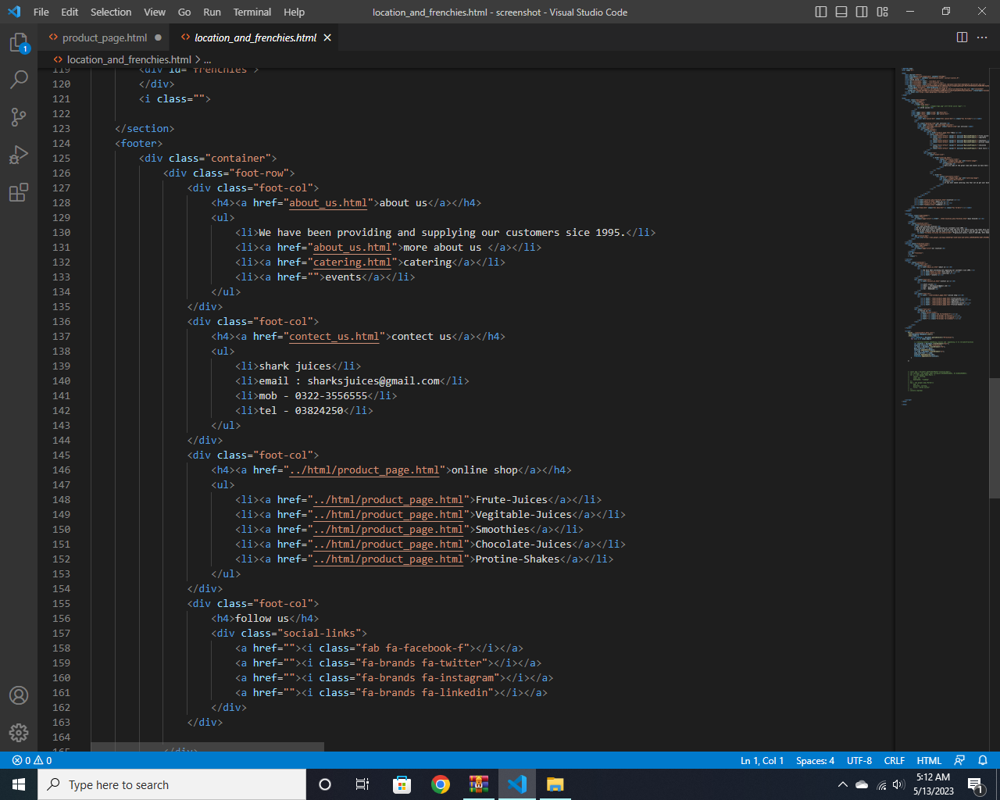 File Edit Selection View Go Run Terminal Help location_and_frenchies.html - screenshot - Visual Studio Code
product_page.html location_and_frenchies.html
location_and_frenchies.html > ...
1
119 <div id="frenchies">
120 </div>
121 <i class="">
122
123 </section>
124 <footer>
125 <div class="container">
126 <div class="foot-row">
127 <div class="foot-col">
128 <h4><a href="about_us.html">about us</a></h4>
129 <ul>
130 <li>We have been providing and supplying our customers sice 1995.</li>
131 <li><a href="about_us.html">more about us </a></li>
132 <li><a href="catering.html">catering</a></li>
133 <li><a href="">events</a></li>
134 </ul>
135 </div>
136 <div class="foot-col">
137 <h4><a href="contect_us.html">contect us</a></h4>
138 <ul>
139 <li>shark juices</li>
140 <li>email : sharksjuices@gmail.com</li>
141 <li>mob - 0322-3556555</li>
142 <li>tel - 03824250</li>
143 </ul>
144 </div>
145 <div class="foot-col">
146 <h4><a href="../html/product_page.html">online shop</a></h4>
147 <ul>
148 <li><a href="../html/product_page.html">Frute-Juices</a></li>
149 <li><a href="../html/product_page.html">Vegitable-Juices</a></li>
150 <li><a href="../html/product_page.html">Smoothies</a></li>
151 <li><a href="../html/product_page.html">Chocolate-Juices</a></li>
152 <li><a href="../html/product_page.html">Protine-Shakes</a></li>
153 </ul>
154 </div>
155 <div class="foot-col">
156 <h4>follow us</h4>
157 <div class="social-links">
158 <a href=""><i class="fab fa-facebook-f"></i></a>
159 <a href=""><i class="fa-brands fa-twitter"></i></a>
160 <a href=""><i class="fa-brands fa-instagram"></i></a>
161 <a href=""><i class="fa-brands fa-linkedin"></i></a>
162 </div>
163 </div>
164
165 </div>
0 0 Ln 1, Col 1 Spaces: 4 UTF-8 CRLF HTML
Type here to search
5:12 AM
5/13/2023
1